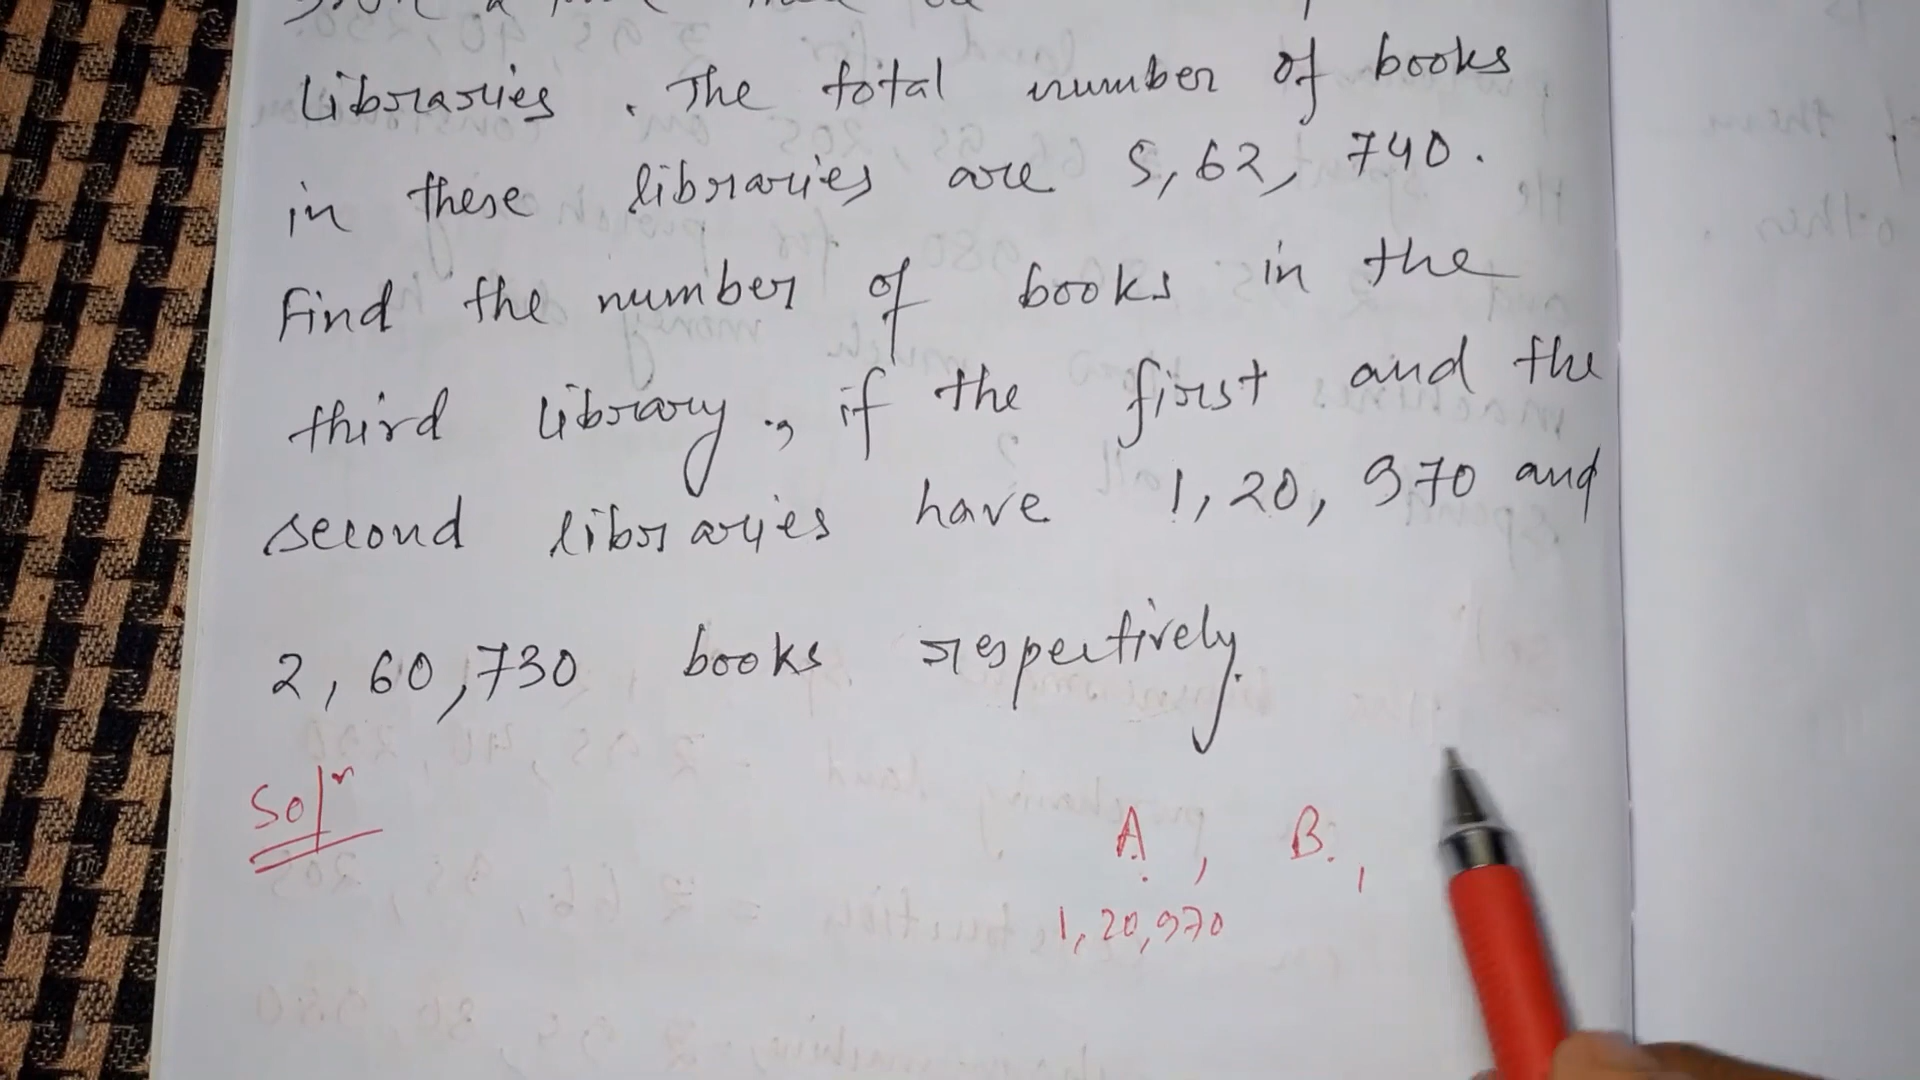 libraries. The total number of books
in these libraries are 5,62,740.
Find the number of books in the
third library., if the first and the
second libraries have 1,20,970 and
2,60,730 books respectively.
Solⁿ
A, B,
1,20,970